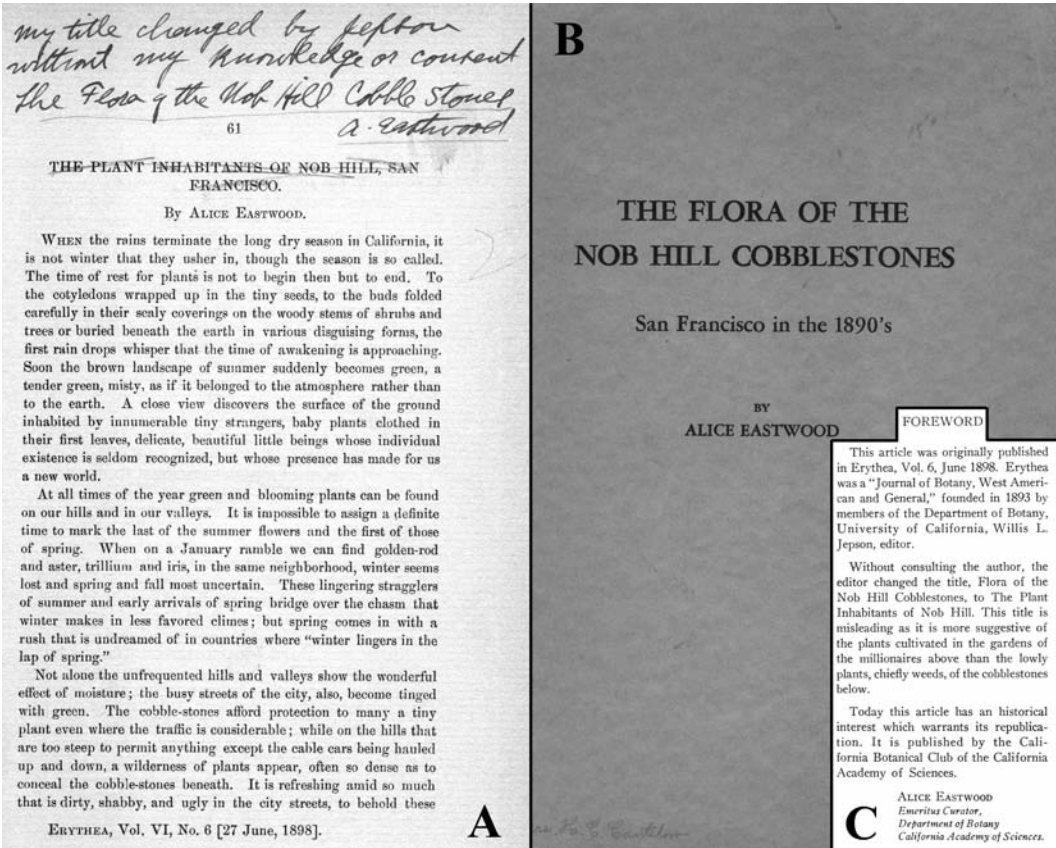 my title changed by Jepson
without my knowledge or consent
The Flora of the Nob Hill Cobble Stones
A. Eastwood
61
THE PLANT INHABITANTS OF NOB HILL, SAN
FRANCISCO.
By ALICE EASTWOOD.
WHEN the rains terminate the long dry season in California, it
is not winter that they usher in, though the season is so called.
The time of rest for plants is not to begin then but to end. To
the cotyledons wrapped up in the tiny seeds, to the buds folded
carefully in their scaly coverings on the woody stems of shrubs and
trees or buried beneath the earth in various disguising forms, the
first rain drops whisper that the time of awakening is approaching.
Soon the brown landscape of summer suddenly becomes green, a
tender green, misty, as if it belonged to the atmosphere rather than
to the earth. A close view discovers the surface of the ground
inhabited by innumerable tiny strangers, baby plants clothed in
their first leaves, delicate, beautiful little beings whose individual
existence is seldom recognized, but whose presence has made for us
a new world.
At all times of the year green and blooming plants can be found
on our hills and in our valleys. It is impossible to assign a definite
time to mark the last of the summer flowers and the first of those
of spring. When on a January ramble we can find golden-rod
and aster, trillium and iris, in the same neighborhood, winter seems
lost and spring and fall most uncertain. These lingering stragglers
of summer and early arrivals of spring bridge over the chasm that
winter makes in less favored climes; but spring comes in with a
rush that is undreamed of in countries where "winter lingers in the
lap of spring."
Not alone the unfrequented hills and valleys show the wonderful
effect of moisture; the busy streets of the city, also, become tinged
with green. The cobble-stones afford protection to many a tiny
plant even where the traffic is considerable; while on the hills that
are too steep to permit anything except the cable cars being hauled
up and down, a wilderness of plants appear, often so dense as to
conceal the cobble-stones beneath. It is refreshing amid so much
that is dirty, shabby, and ugly in the city streets, to behold these
ERYTHEA, Vol. VI, No. 6 [27 June, 1898].
A
B
THE FLORA OF THE
NOB HILL COBBLESTONES
San Francisco in the 1890's
BY
ALICE EASTWOOD
FOREWORD
This article was originally published
in Erythea, Vol. 6, June 1898. Erythea
was a "Journal of Botany, West Ameri-
can and General," founded in 1893 by
members of the Department of Botany,
University of California, Willis L.
Jepson, editor.
Without consulting the author, the
editor changed the title, Flora of the
Nob Hill Cobblestones, to The Plant
Inhabitants of Nob Hill. This title is
misleading as it is more suggestive of
the plants cultivated in the gardens of
the millionaires above than the lowly
plants, chiefly weeds, of the cobblestones
below.
Today this article has an historical
interest which warrants its republica-
tion. It is published by the Cali-
fornia Botanical Club of the California
Academy of Sciences.
ALICE EASTWOOD
Emeritus Curator,
Department of Botany
California Academy of Sciences.
C